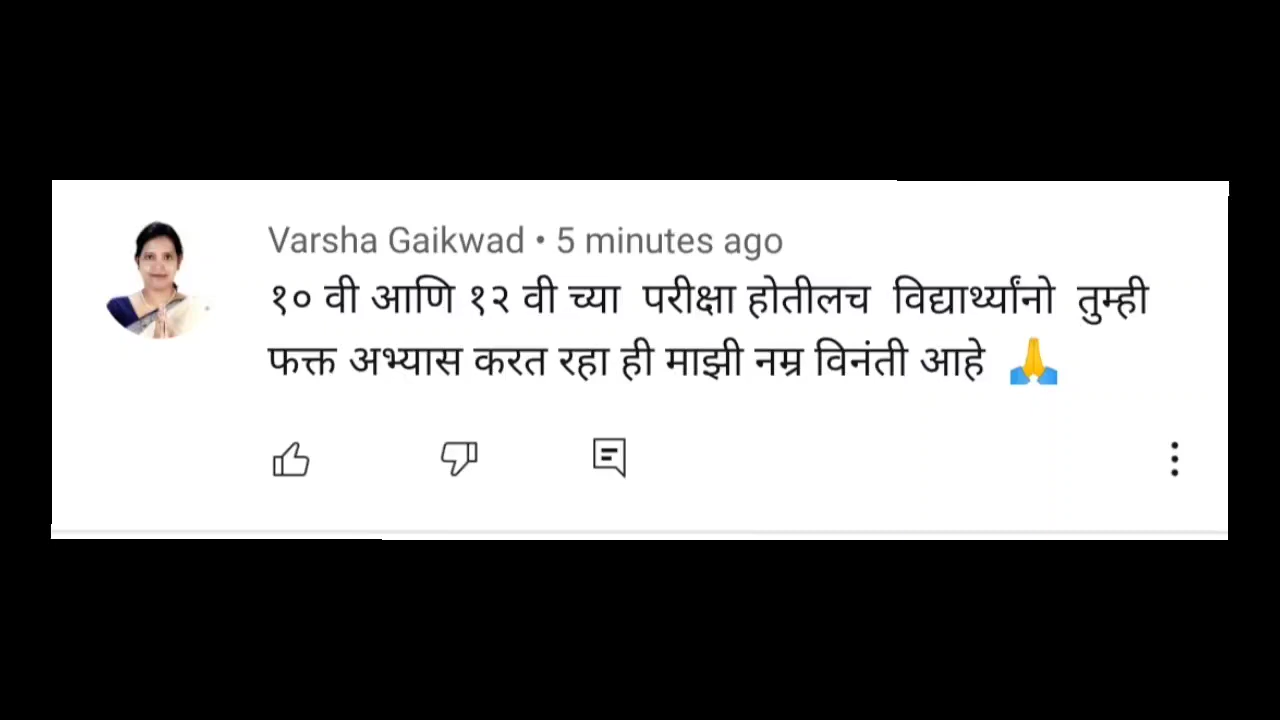 Varsha Gaikwad • 5 minutes ago
१० वी आणि १२ वी च्या परीक्षा होतीलच विद्यार्थ्यांनो तुम्ही
फक्त अभ्यास करत रहा ही माझी नम्र विनंती आहे 🙏